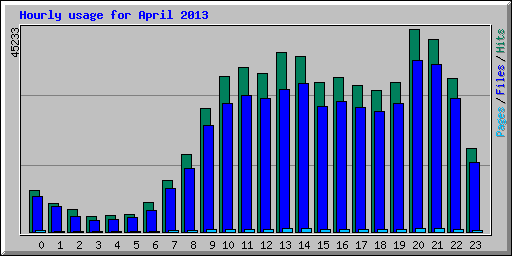 Hourly usage for April 2013
45233
Pages / Files / Hits
0 1 2 3 4 5 6 7 8 9 10 11 12 13 14 15 16 17 18 19 20 21 22 23